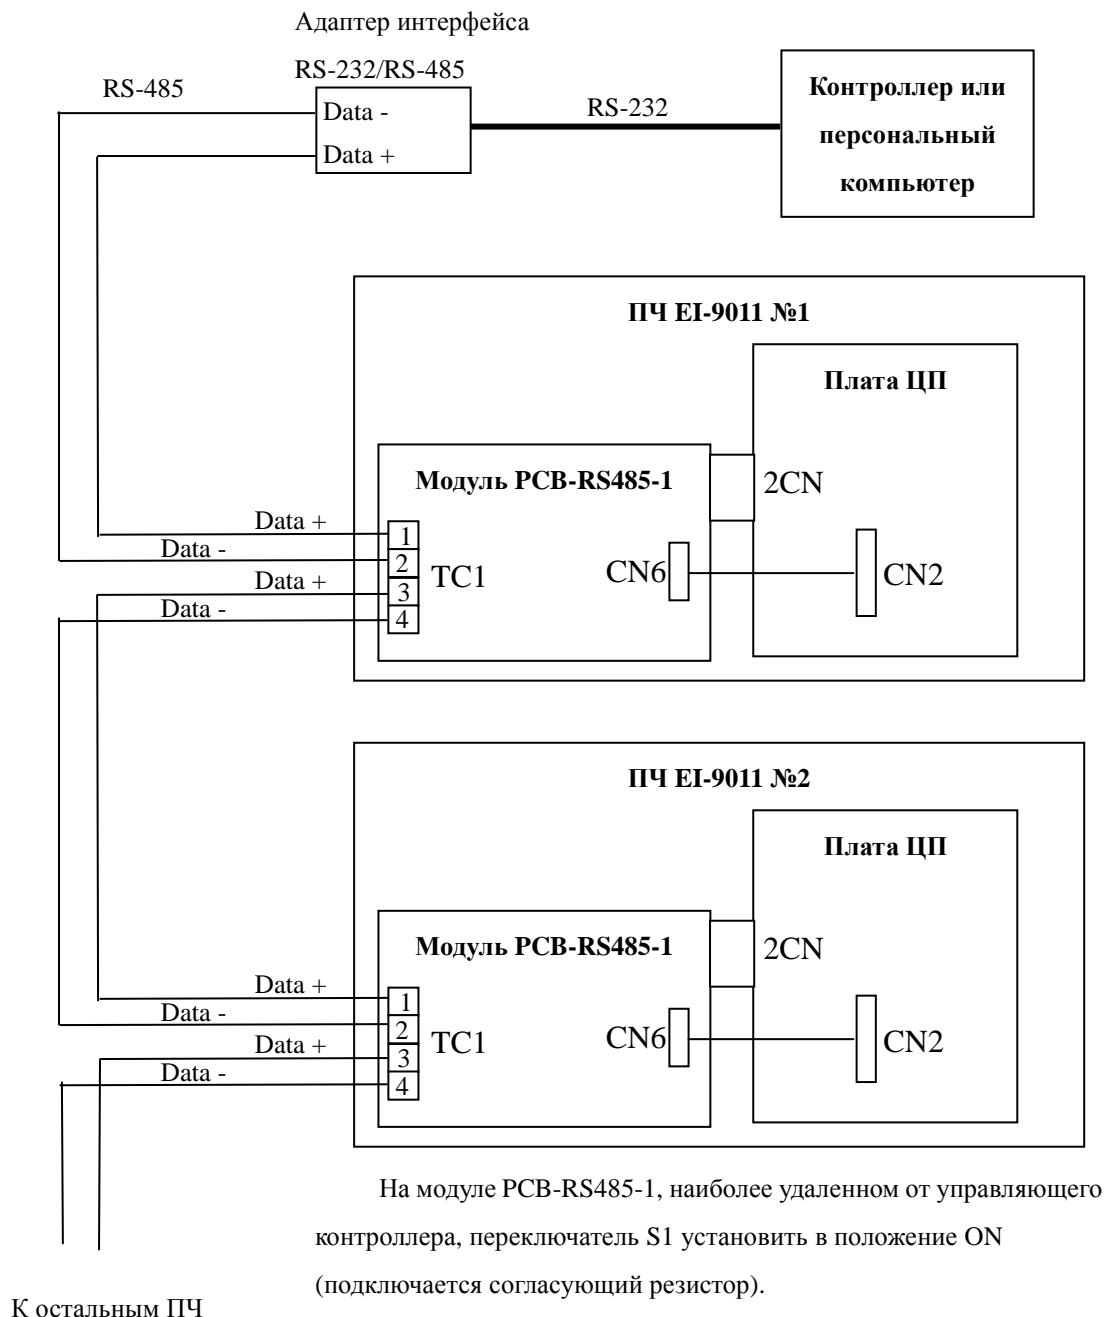 Адаптер интерфейса
RS-232/RS-485
RS-485
Data -
Data +
RS-232
Контроллер или
персональный
компьютер
ПЧ EI-9011 №1
Плата ЦП
Модуль PCB-RS485-1
2CN
Data +
Data -
Data +
Data -
1
2
3
4
TC1
CN6
CN2
ПЧ EI-9011 №2
Плата ЦП
Модуль PCB-RS485-1
2CN
Data +
Data -
Data +
Data -
1
2
3
4
TC1
CN6
CN2
На модуле PCB-RS485-1, наиболее удаленном от управляющего
контроллера, переключатель S1 установить в положение ON
(подключается согласующий резистор).
К остальным ПЧ